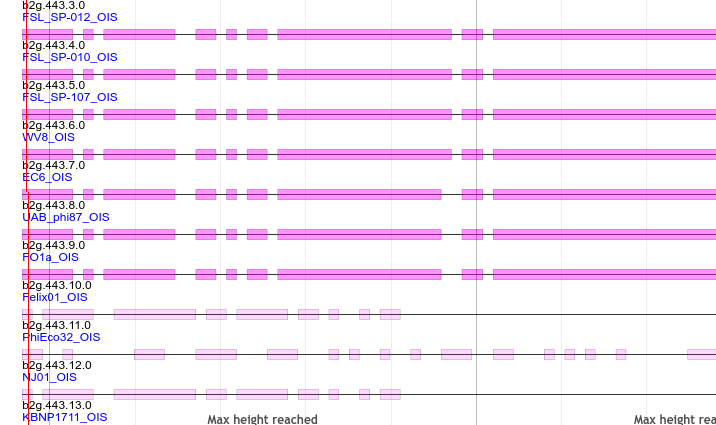 b2g.443.3.0
FSL_SP-012_OIS
b2g.443.4.0
FSL_SP-010_OIS
b2g.443.5.0
FSL_SP-107_OIS
b2g.443.6.0
WV8_OIS
b2g.443.7.0
EC6_OIS
b2g.443.8.0
UAB_phi87_OIS
b2g.443.9.0
FO1a_OIS
b2g.443.10.0
Felix01_OIS
b2g.443.11.0
PhiEco32_OIS
b2g.443.12.0
NJ01_OIS
b2g.443.13.0
KBNP1711_OIS
Max height reached
Max height rea